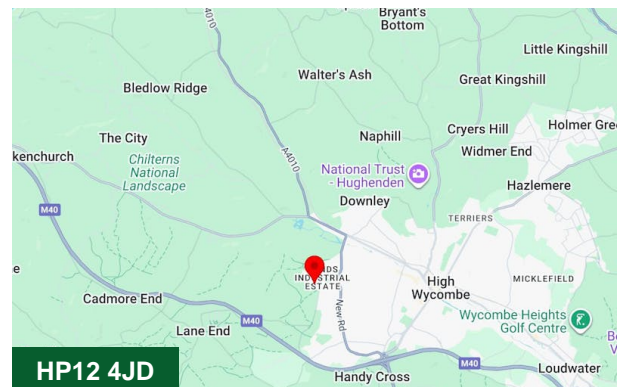 Bryant's
Bottom
Little Kingshill
Walter's Ash
Great Kingshill
Bledlow Ridge
A4010
The City
Naphill
Cryers Hill
Holmer Gree
Widmer End
kenchurch
Chilterns
National
Landscape
National Trust
- Hughenden
Hazlemere
Downley
M40
TERRIERS
A4010
INDUSTRIAL
ESTATE
High
Wycombe
MICKLEFIELD
Cadmore End
New Rd
M40
Lane End
Wycombe Heights
Golf Centre
M40
Loudwater
Handy Cross
HP12 4JD